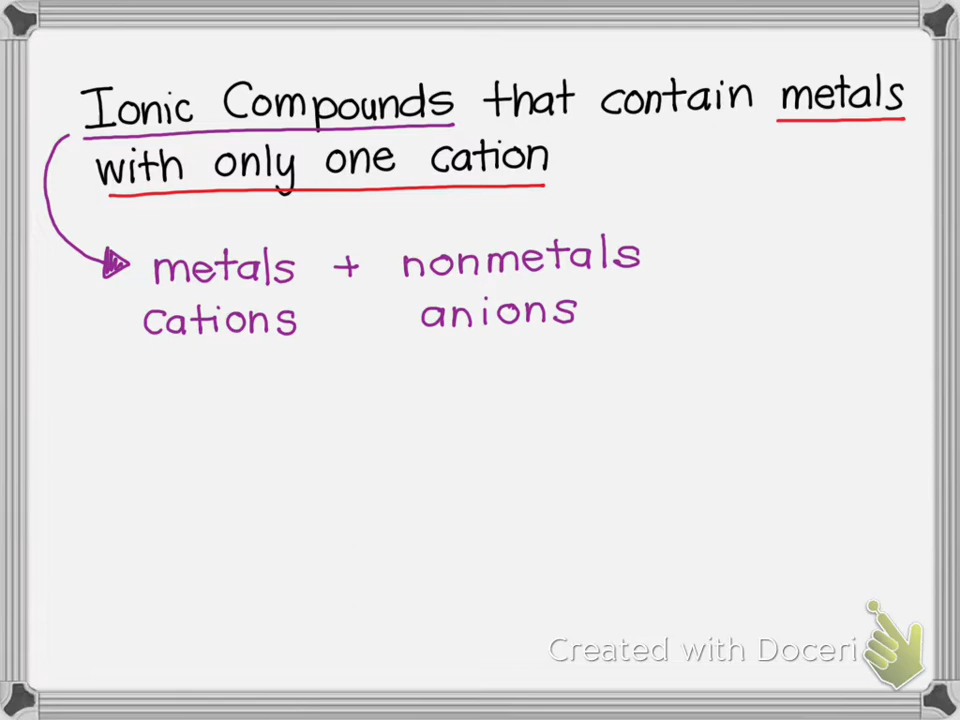 Ionic Compounds that contain metals
with only one cation
metals + nonmetals
cations anions
Created with Doceri